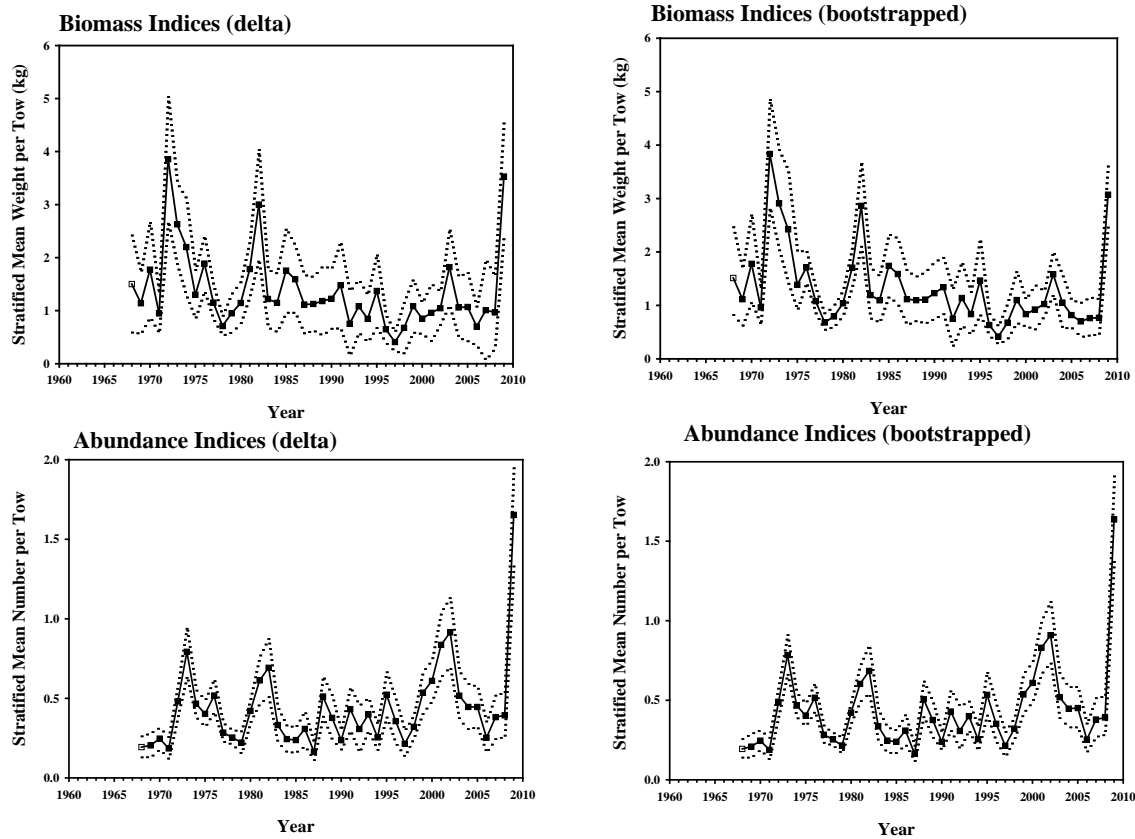 Biomass Indices (delta)
Stratified Mean Weight per Tow (kg)
6
5
4
3
2
1
0
1960 1965 1970 1975 1980 1985 1990 1995 2000 2005 2010
Year
Biomass Indices (bootstrapped)
Stratified Mean Weight per Tow (kg)
6
5
4
3
2
1
0
1960 1965 1970 1975 1980 1985 1990 1995 2000 2005 2010
Year
Abundance Indices (delta)
Stratified Mean Number per Tow
2.0
1.5
1.0
0.5
0.0
1960 1965 1970 1975 1980 1985 1990 1995 2000 2005 2010
Year
Abundance Indices (bootstrapped)
Stratified Mean Number per Tow
2.0
1.5
1.0
0.5
0.0
1960 1965 1970 1975 1980 1985 1990 1995 2000 2005 2010
Year